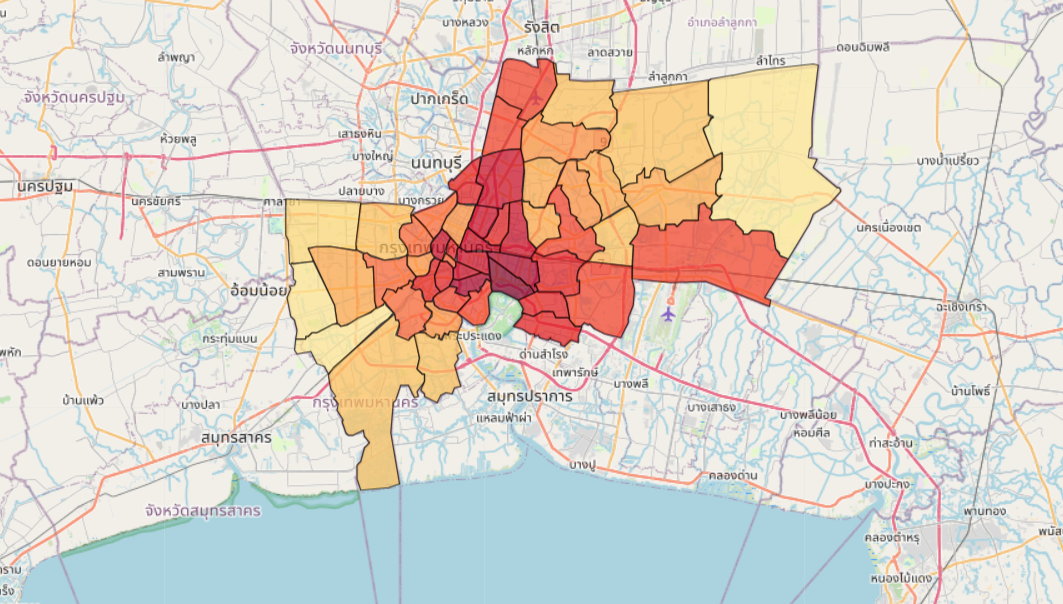 บางหลวง
รังสิต
อำเภอลำลูกกา
จังหวัดนนทบุรี
หลักหก
ลาดสวาย
ดอนฉิมพลี
ลำพญา
ลำไทร
ลำลูกกา
จังหวัดนครปฐม
ปากเกร็ด
เสาธงหิน
ห้วยพลู
บางใหญ่
นนทบุรี
บางน้ำเปรี้ยว
นครปฐม
ปลายบาง
นครชัยศรี
บางกรวย
นครเนื่องเขต
กรุงเทพมหานคร
ดอนยายหอม
สามพราน
อ้อมน้อย
ฉะเชิงเทรา
กระทุ่มแบน
ด่านสำโรง
เทพารักษ์
บางพลี
บ้านโพธิ์
บ้านแพ้ว
บางปลา
กรุงเทพมหานคร
สมุทรปราการ
บางเสาธง
แหลมฟ้าผ่า
บางพลีน้อย
หอมศีล
สมุทรสาคร
ท่าสะอ้าน
บางปู
คลองด่าน
บางปะกง
จังหวัดสมุทรสาคร
พานทอง
คลองตำหรุ
หนองไม้แดง